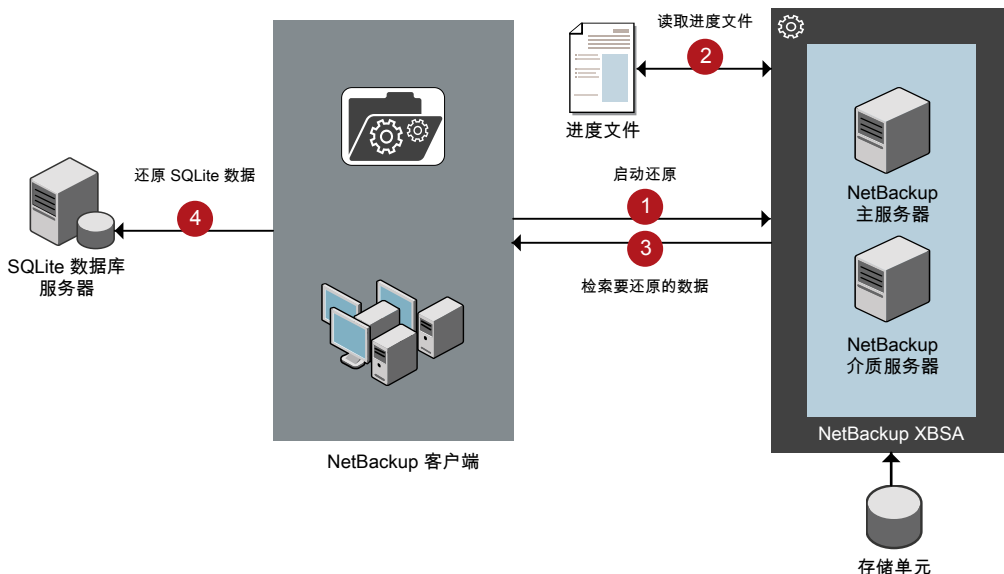 读取进度文件
2
进度文件
还原 SQLite 数据
4
SQLite 数据库
服务器
启动还原
1
3
检索要还原的数据
NetBackup
主服务器
NetBackup
介质服务器
NetBackup XBSA
NetBackup 客户端
存储单元